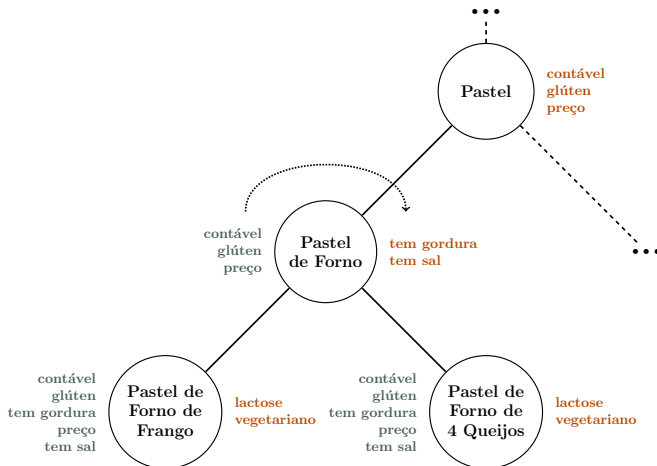 •••
Pastel
contável
glúten
preço
•••
contável
glúten
preço
Pastel
de Forno
tem gordura
tem sal
contável
glúten
tem gordura
preço
tem sal
Pastel de
Forno de
Frango
lactose
vegetariano
contável
glúten
tem gordura
preço
tem sal
Pastel de
Forno de
4 Queijos
lactose
vegetariano